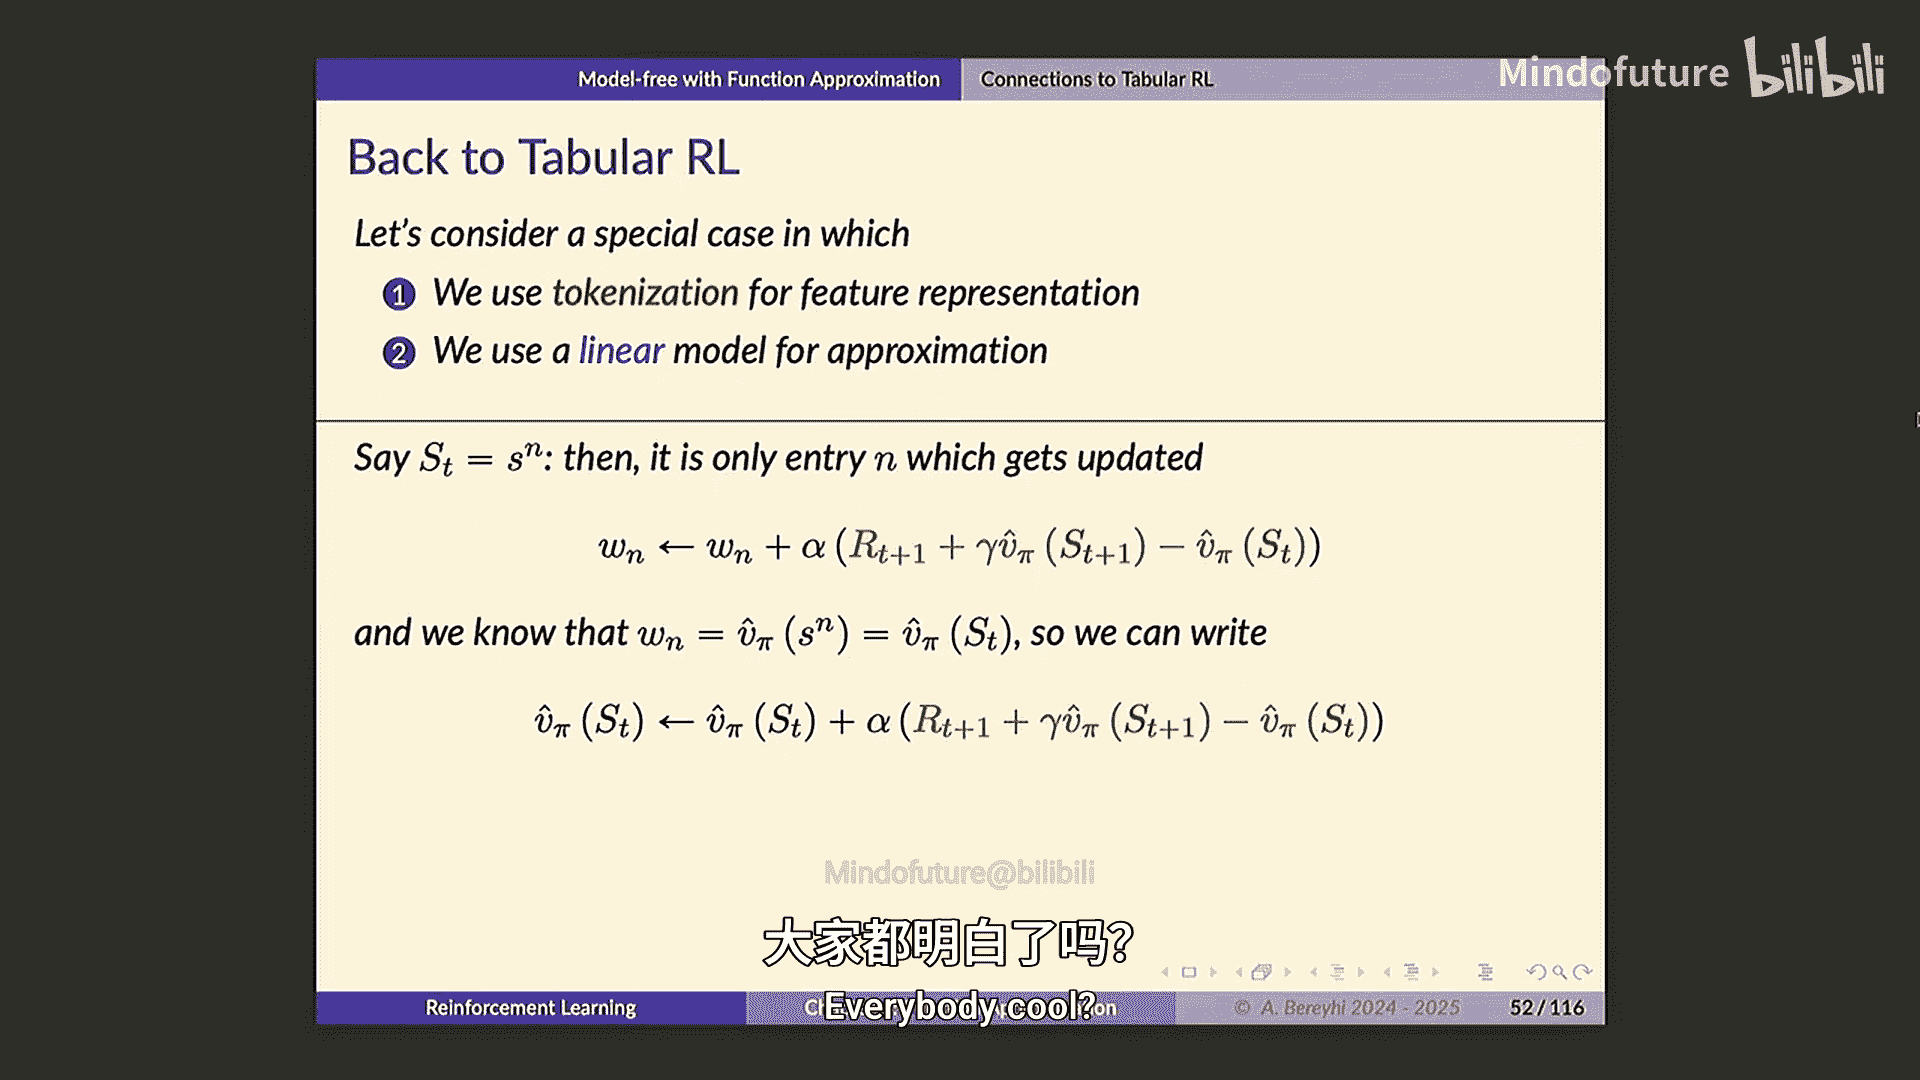 Model-free with Function Approximation Connections to Tabular RL
Mindofuture bilibili
Back to Tabular RL
Let's consider a special case in which
1 We use tokenization for feature representation
2 We use a linear model for approximation
Say S_t = s^n: then, it is only entry n which gets updated
w_n ← w_n + α (R_{t+1} + γ v̂_π (S_{t+1}) − v̂_π (S_t))
and we know that w_n = v̂_π (s^n) = v̂_π (S_t), so we can write
v̂_π (S_t) ← v̂_π (S_t) + α (R_{t+1} + γ v̂_π (S_{t+1}) − v̂_π (S_t))
Mindofuture@bilibili
大家都明白了吗?
Everybody cool?
Reinforcement Learning © A. Bereyhi 2024 - 2025 52 / 116